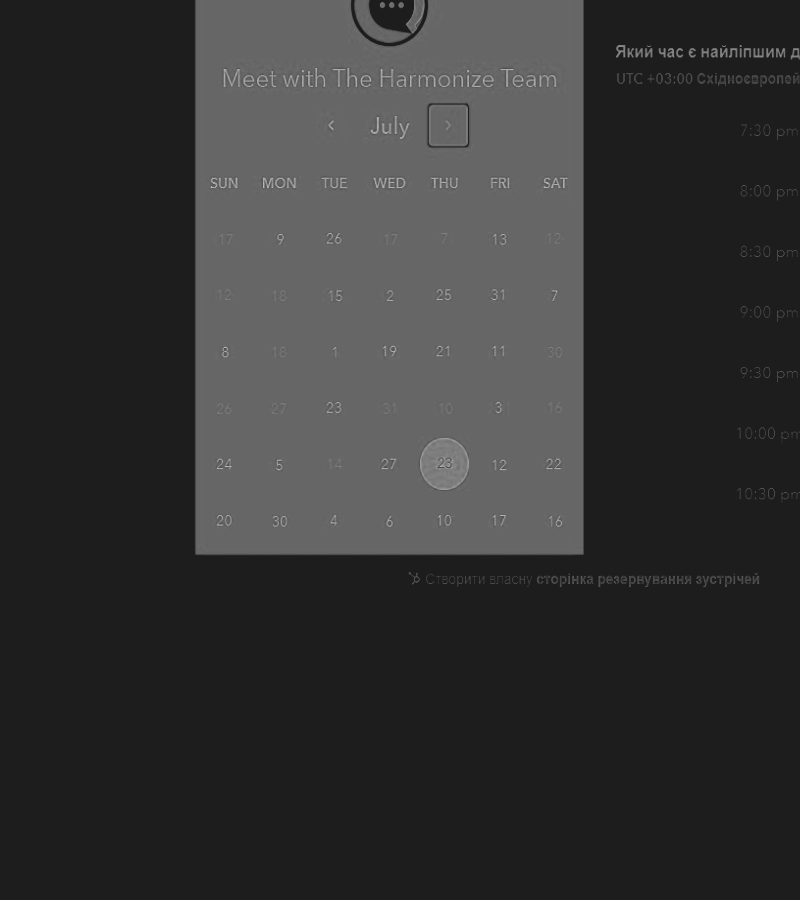 Meet with The Harmonize Team
July
SUN MON TUE WED THU FRI SAT
17 9 26 17 7 13 12
12 18 15 2 25 31 7
8 18 1 19 21 11 30
26 27 23 31 10 3 16
24 5 14 27 23 12 22
20 30 4 6 10 17 16
Який час є найліпшим д
UTC +03:00 Східноєвропей
7:30 pm
8:00 pm
8:30 pm
9:00 pm
9:30 pm
10:00 pm
10:30 pm
Створити власну сторінка резервування зустрічей